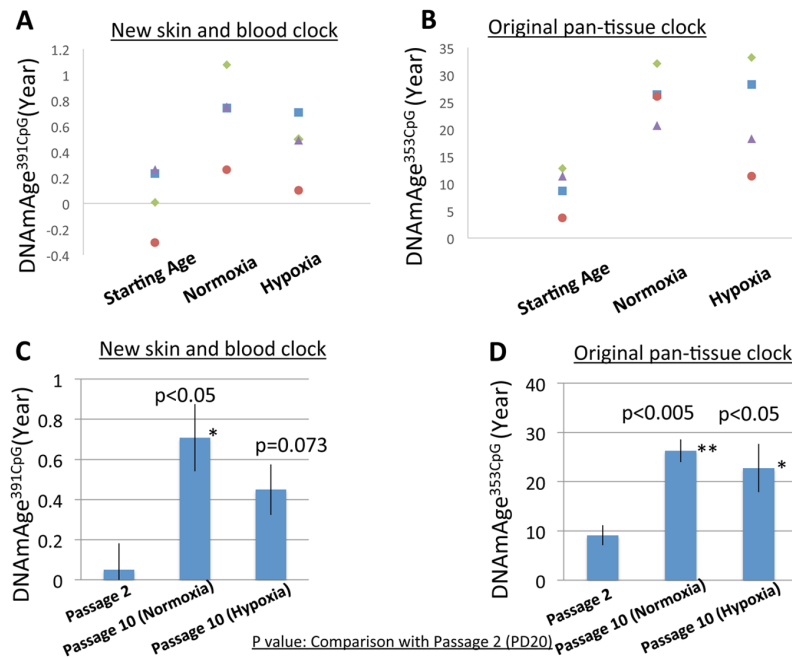 A
New skin and blood clock
DNAmAge391CpG(Year)
1.2
1
0.8
0.6
0.4
0.2
0
-0.2
-0.4
Starting Age
Normoxia
Hypoxia
B
Original pan-tissue clock
DNAmAge353CpG (Year)
35
30
25
20
15
10
5
0
Starting Age
Normoxia
Hypoxia
C
New skin and blood clock
DNAmAge391CpG(Year)
1
0.8
0.6
0.4
0.2
0
p<0.05
*
p=0.073
Passage 2
Passage 10 (Normoxia)
Passage 10 (Hypoxia)
D
Original pan-tissue clock
DNAmAge353CpG (Year)
40
30
20
10
0
p<0.005
**
p<0.05
*
Passage 2
Passage 10 (Normoxia)
Passage 10 (Hypoxia)
P value: Comparison with Passage 2 (PD20)